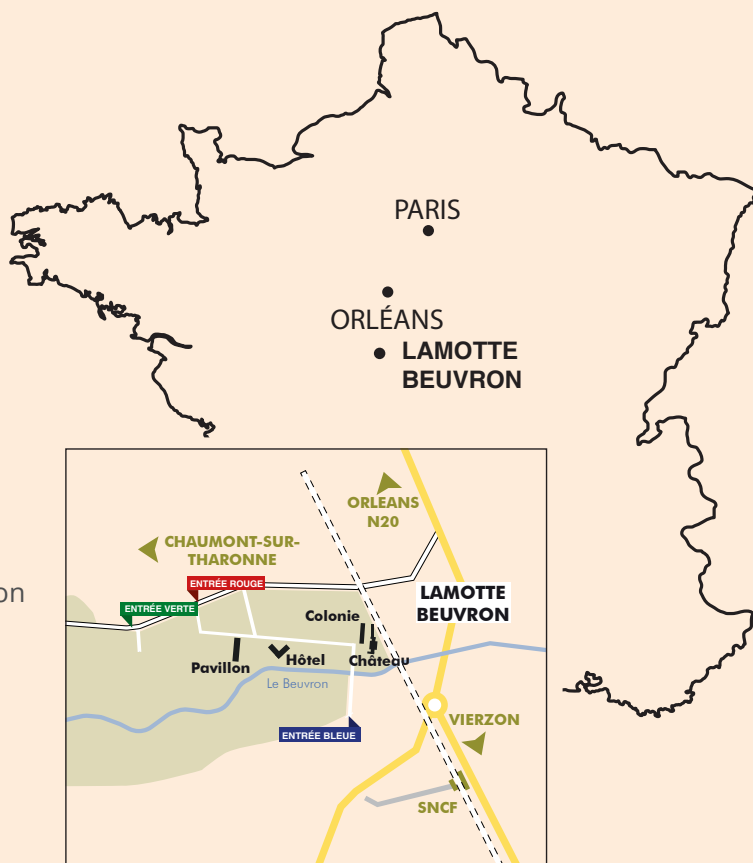 PARIS
ORLÉANS
LAMOTTE
BEUVRON
ORLEANS
N20
CHAUMONT-SUR-
THARONNE
ENTRÉE ROUGE
on
ENTRÉE VERTE
LAMOTTE
BEUVRON
Colonie
Pavillon
Hôtel
Château
Le Beuvron
VIERZON
ENTRÉE BLEUE
SNCF